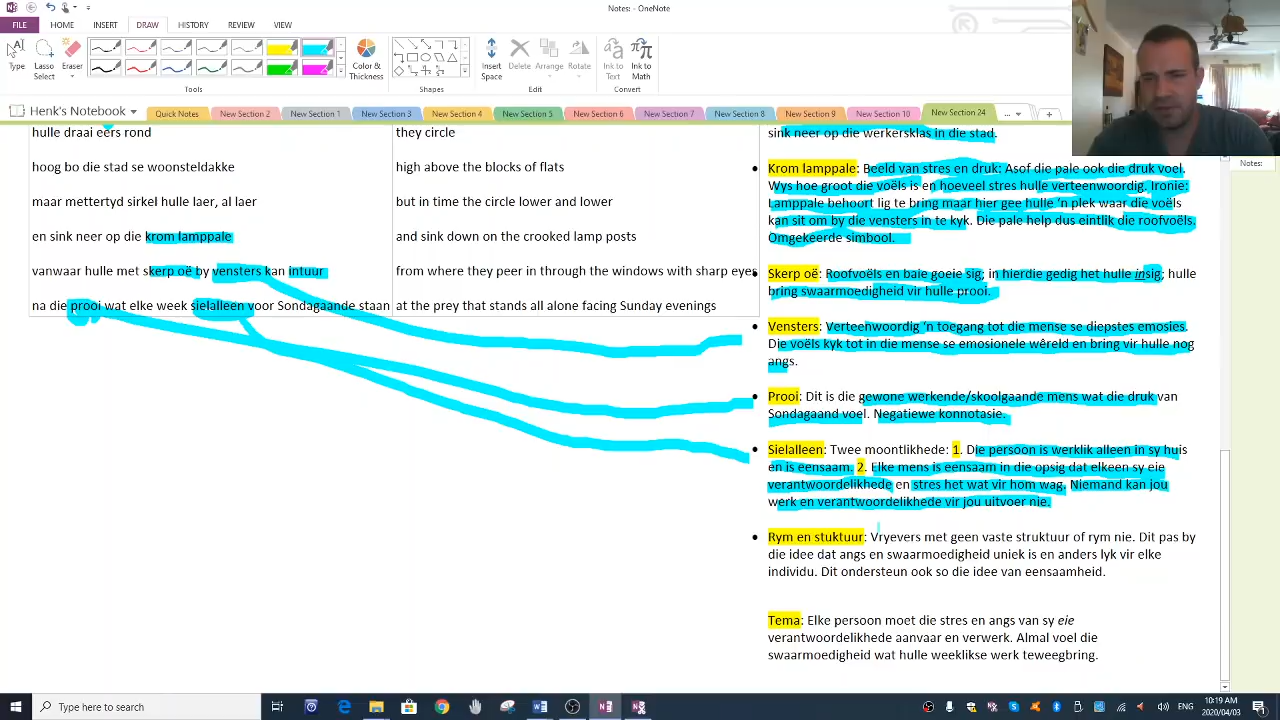 Notes: - OneNote
FILE HOME INSERT DRAW HISTORY REVIEW VIEW
Type Lasso Select Eraser Color & Thickness Insert Space Delete Arrange Rotate Ink to Text Ink to Math
Tools Shapes Edit Convert
Henk's Notebook Quick Notes New Section 2 New Section 1 New Section 3 New Section 4 New Section 5 New Section 6 New Section 7 New Section 8 New Section 9 New Section 10 New Section 24 ...
Notes:
hulle draai eers rond they circle
hoog bo die stad se woonsteldakke high above the blocks of flats
maar mettertyd sirkel hulle laer, al laer but in tind the circle lower and lower
en sink neer op die krom lamppale and sink down on the crooked lamp posts
vanwaar hulle met skerp oë by vensters kan intuur from where they peer in through the windows with sharp eyes
na die prooi wat elke week sielalleen voor Sondagaande staan at the prey that stands all alone facing Sunday evenings
sink neer op die werkersklas in die stad.
• Krom lamppale: Beeld van stres en druk: Asof die pale ook die druk voel.
Wys hoe groot die voëls is en hoeveel stres hulle verteenwoordig. Ironie:
Lamppale behoort lig te bring maar hier gee hulle 'n plek waar die voëls
kan sit om by die vensters in te kyk. Die pale help dus eintlik die roofvoëls.
Omgekeerde simbool.
• Skerp oë: Roofvoëls en baie goeie sig; in hierdie gedig het hulle insig; hulle
bring swaarmoedigheid vir hulle prooi.
• Vensters: Verteenwoordig 'n toegang tot die mense se diepstes emosies.
Die voëls kyk tot in die mense se emosionele wêreld en bring vir hulle nog
angs.
• Prooi: Dit is die gewone werkende/skoolgaande mens wat die druk van
Sondagaand voel. Negatiewe konnotasie.
• Sielalleen: Twee moontlikhede: 1. Die persoon is werklik alleen in sy huis
en is eensaam. 2. Elke mens is eensaam in die opsig dat elkeen sy eie
verantwoordelikhede en stres het wat vir hom wag. Niemand kan jou
werk en verantwoordelikhede vir jou uitvoer nie.
• Rym en stuktuur: Vryevers met geen vaste struktuur of rym nie. Dit pas by
die idee dat angs en swaarmoedigheid uniek is en anders lyk vir elke
individu. Dit ondersteun ook so die idee van eensaamheid.
Tema: Elke persoon moet die stres en angs van sy eie
verantwoordelikhede aanvaar en verwerk. Almal voel die
swaarmoedigheid wat hulle weeklikse werk teweegbring.
Type here to search
ENG
10:19 AM
2020/04/03